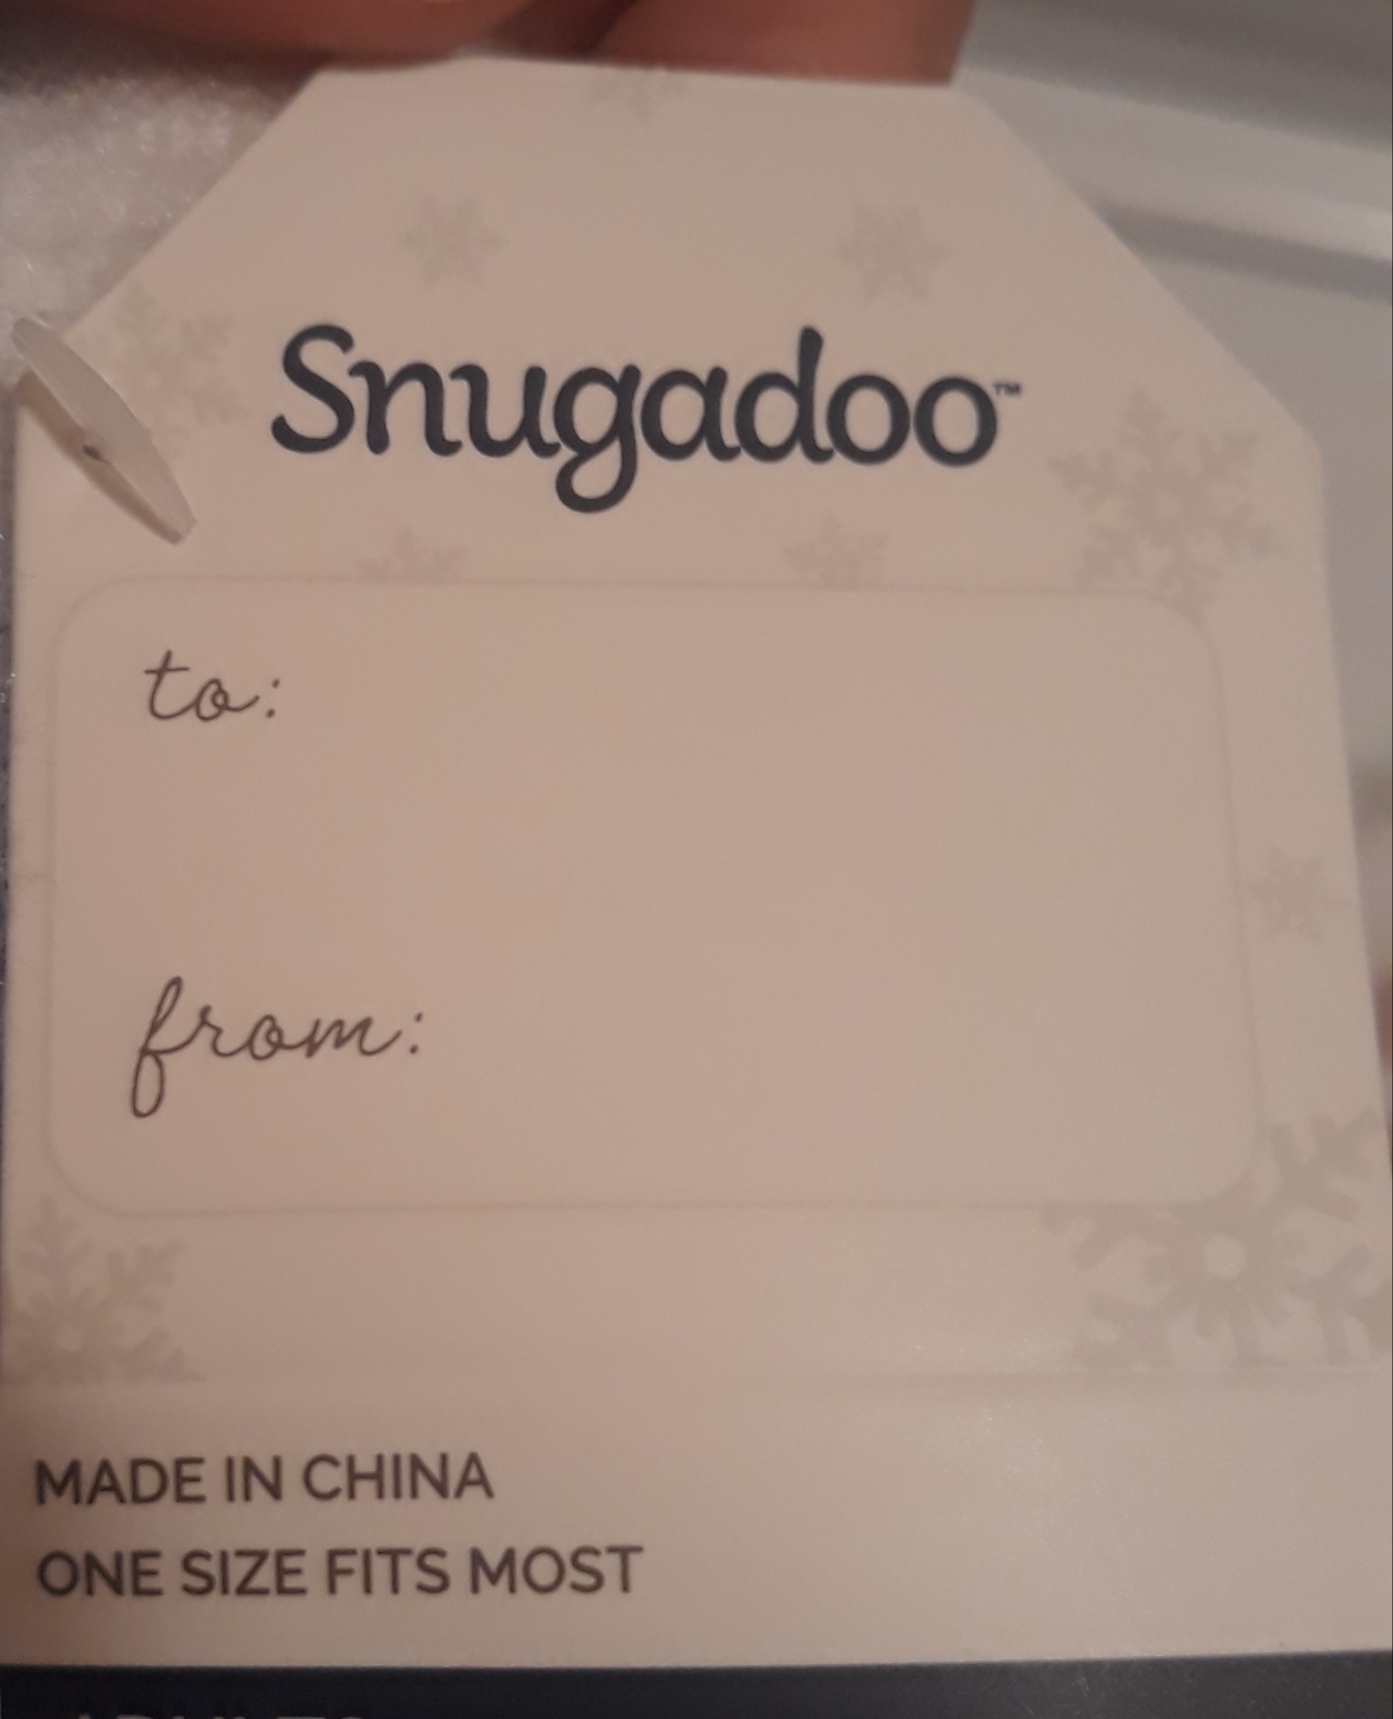 Snugadoo™
to:
from:
MADE IN CHINA
ONE SIZE FITS MOST